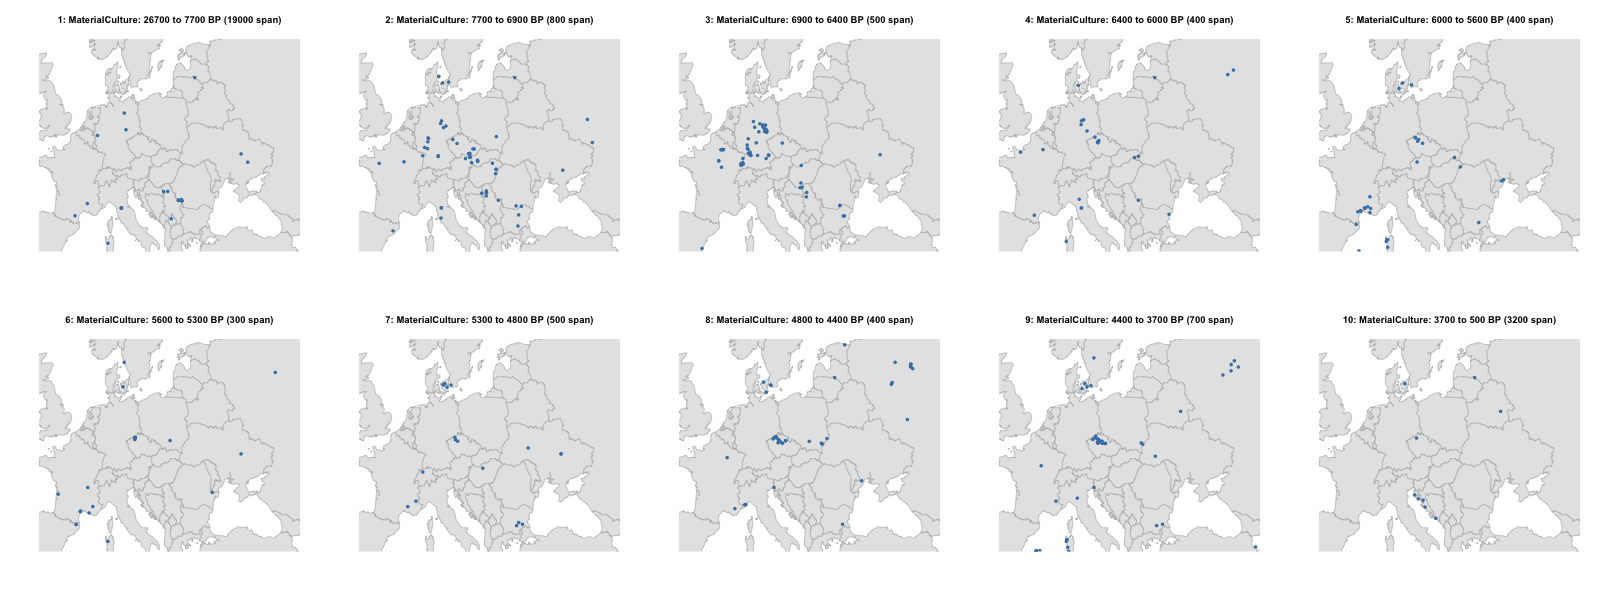 1: MaterialCulture: 26700 to 7700 BP (19000 span)
2: MaterialCulture: 7700 to 6900 BP (800 span)
3: MaterialCulture: 6900 to 6400 BP (500 span)
4: MaterialCulture: 6400 to 6000 BP (400 span)
5: MaterialCulture: 6000 to 5600 BP (400 span)
6: MaterialCulture: 5600 to 5300 BP (300 span)
7: MaterialCulture: 5300 to 4800 BP (500 span)
8: MaterialCulture: 4800 to 4400 BP (400 span)
9: MaterialCulture: 4400 to 3700 BP (700 span)
10: MaterialCulture: 3700 to 500 BP (3200 span)